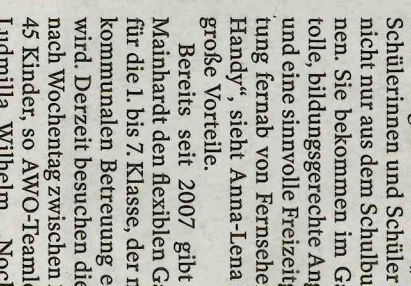 Schülerinnen und Schüler
nicht nur aus dem Schulbu
nen. Sie bekommen im Ga
tolle, bildungsgerechte Ang
und eine sinnvolle Freizeitg
tung fernab von Fernsehe
Handy“, sieht Anna-Lena
große Vorteile.
Bereits seit 2007 gibt
Mainhardt den flexiblen Ga
für die 1. bis 7. Klasse, der
kommunalen Betreuung e
wird. Derzeit besuchen die
nach Wochentag zwischen
45 Kinder, so AWO-Teamle
Ludmilla Wilhelm. Noch